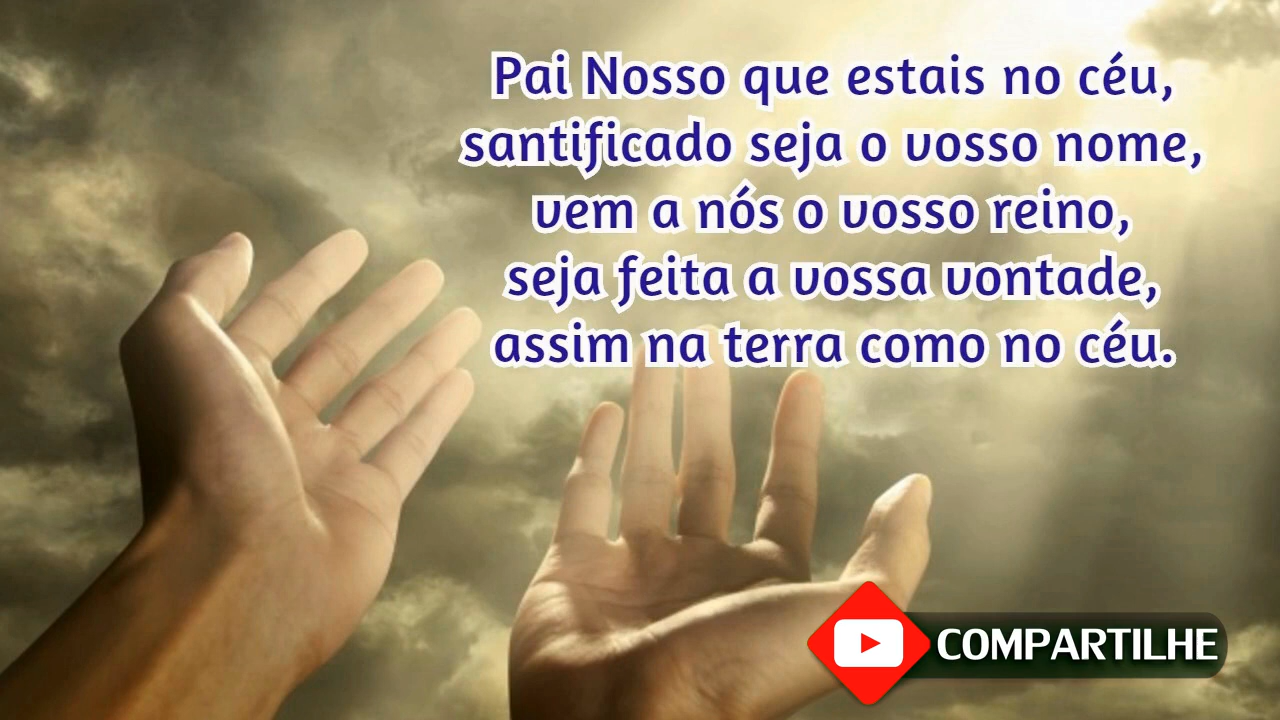 Pai Nosso que estais no céu,
santificado seja o vosso nome,
vem a nós o vosso reino,
seja feita a vossa vontade,
assim na terra como no céu.
COMPARTILHE